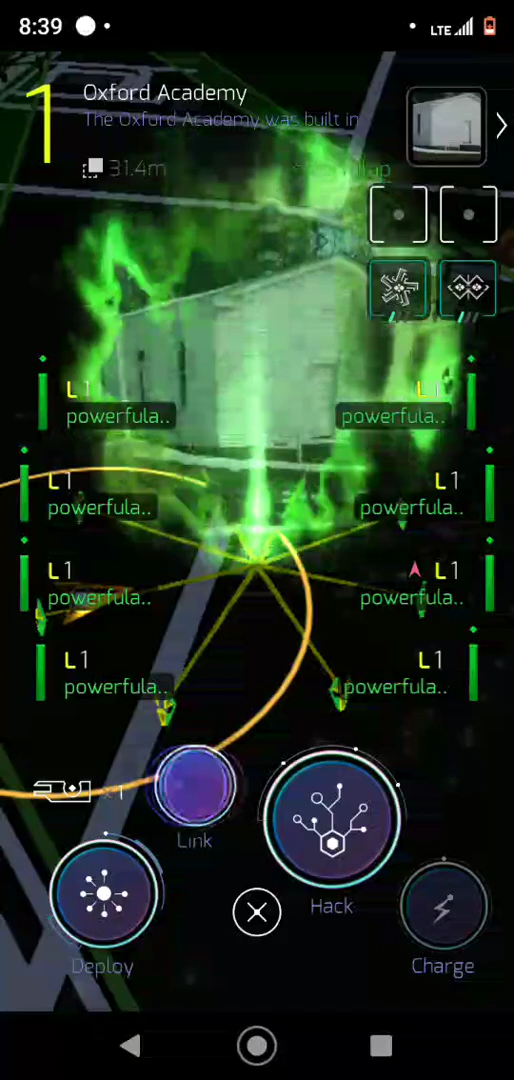 8:39
LTE
1
Oxford Academy
The Oxford Academy was built in
31.4m
L1
powerfula..
L1
powerfula..
L1
powerfula..
L1
powerfula..
L1
powerfula..
L1
powerfula..
L1
powerfula..
L1
powerfula..
x1
Link
Hack
Deploy
Charge